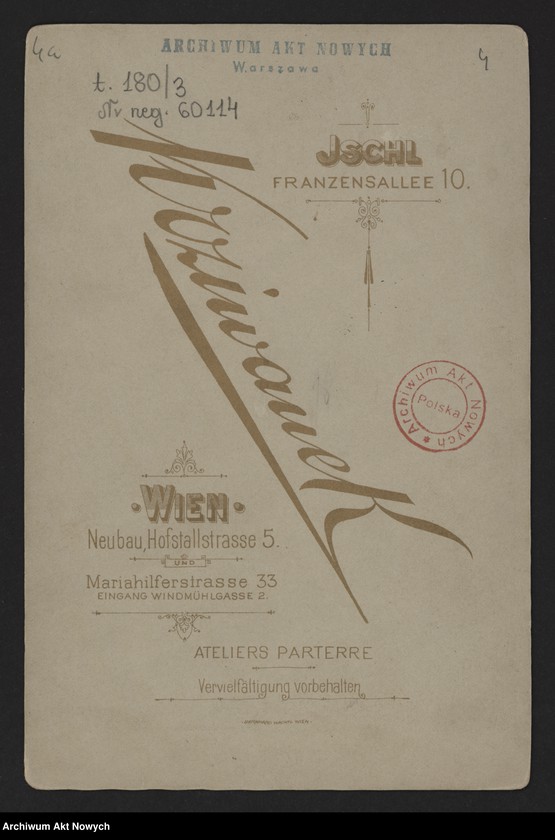 4a
ARCHIWUM AKT NOWYCH
Warszawa
4
t. 180/3
Nr neg. 60114
JSCHL
FRANZENSALLEE 10.
Kroziwanek
Archiwum Akt Nowych
Polska
WIEN
Neubau, Hofstallstrasse 5.
UND
Mariahilferstrasse 33
EINGANG WINDMÜHLGASSE 2.
ATELIERS PARTERRE
Vervielfältigung vorbehalten
Archiwum Akt Nowych